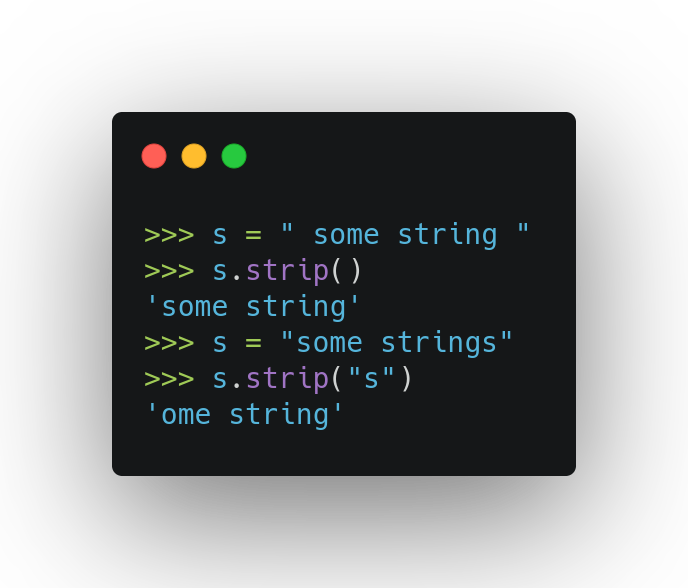 >>> s = " some string "
>>> s.strip()
'some string'
>>> s = "some strings"
>>> s.strip("s")
'ome string'